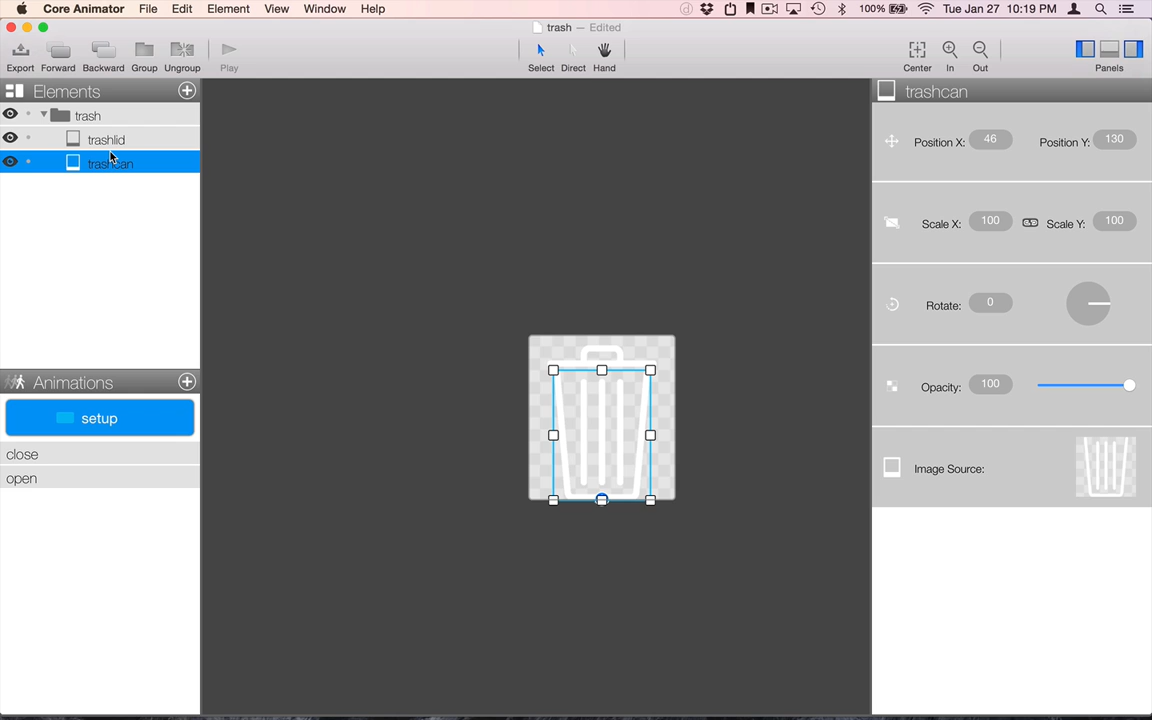 Core Animator File Edit Element View Window Help 100% Tue Jan 27 10:19 PM
trash — Edited
Export Forward Backward Group Ungroup Play Select Direct Hand Center In Out Panels
Elements
trash
trashlid
trashcan
Animations
setup
close
open
trashcan
Position X: 46 Position Y: 130
Scale X: 100 Scale Y: 100
Rotate: 0
Opacity: 100
Image Source: